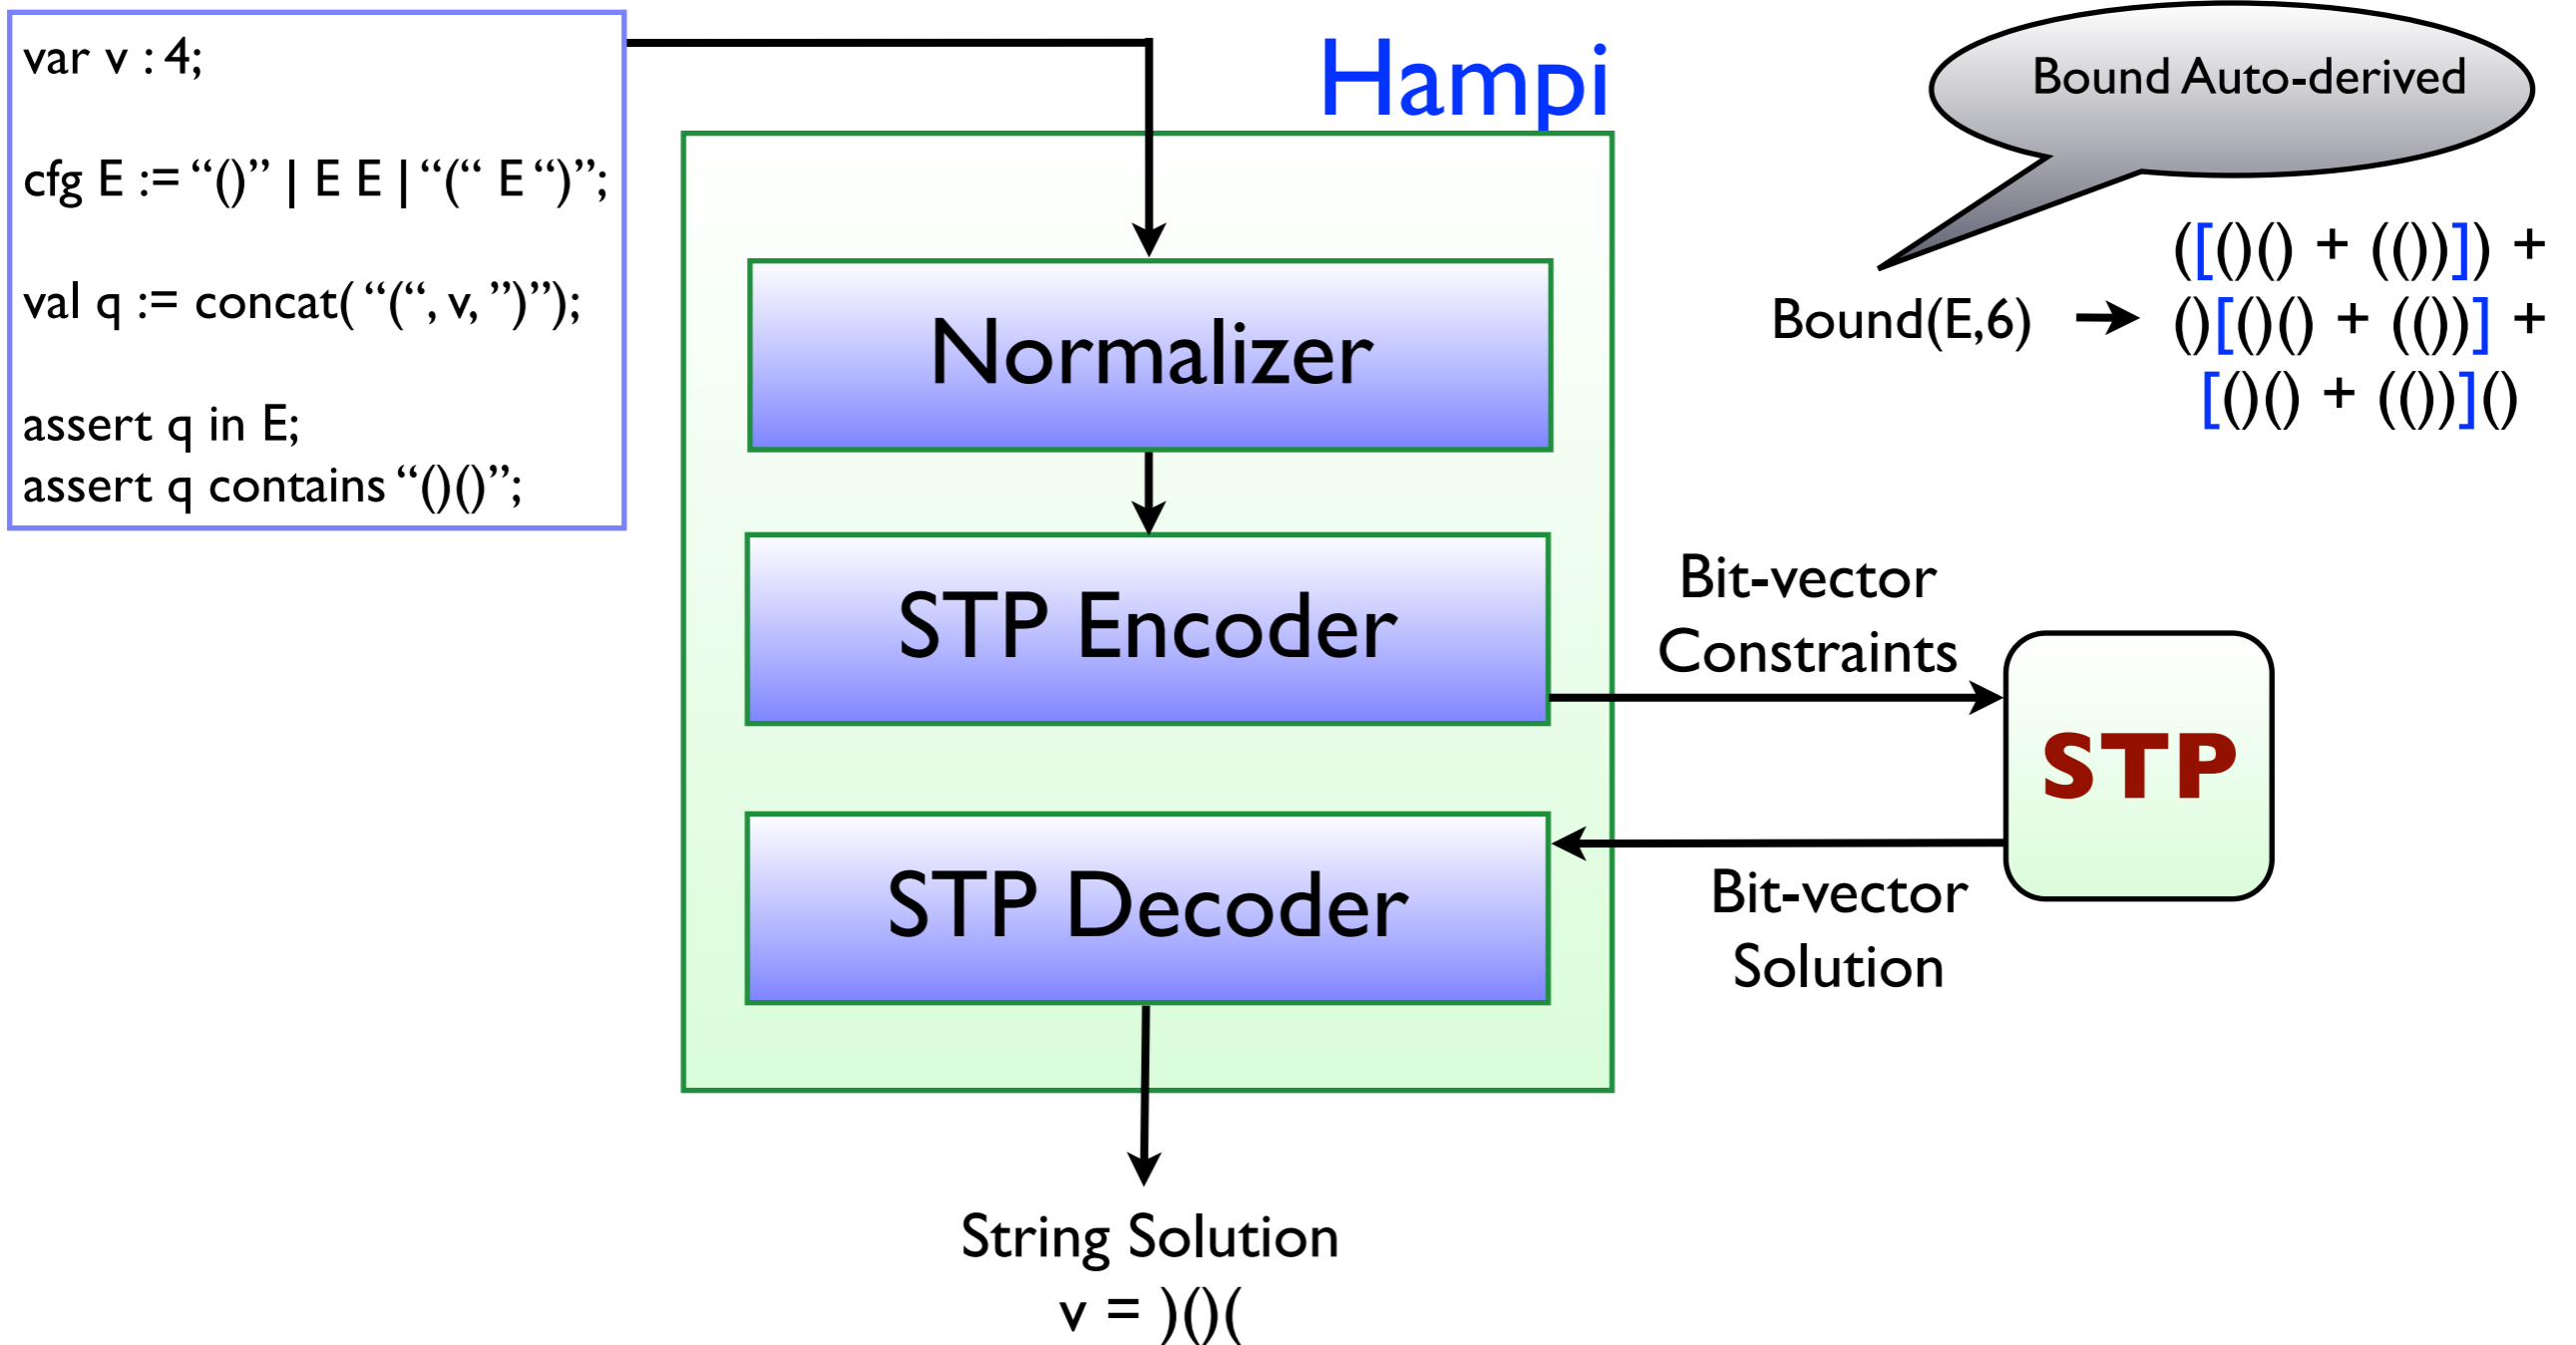 var v : 4;
cfg E := “()” | E E | “(“ E “)”;
val q := concat( “(“, v, ”)”);
assert q in E;
assert q contains “()()”;
Hampi
Normalizer
STP Encoder
STP Decoder
String Solution
v = )()(
Bound Auto-derived
Bound(E,6)
([()() + (())]) +
()[()() + (())] +
[()() + (())]()
Bit-vector
Constraints
STP
Bit-vector
Solution